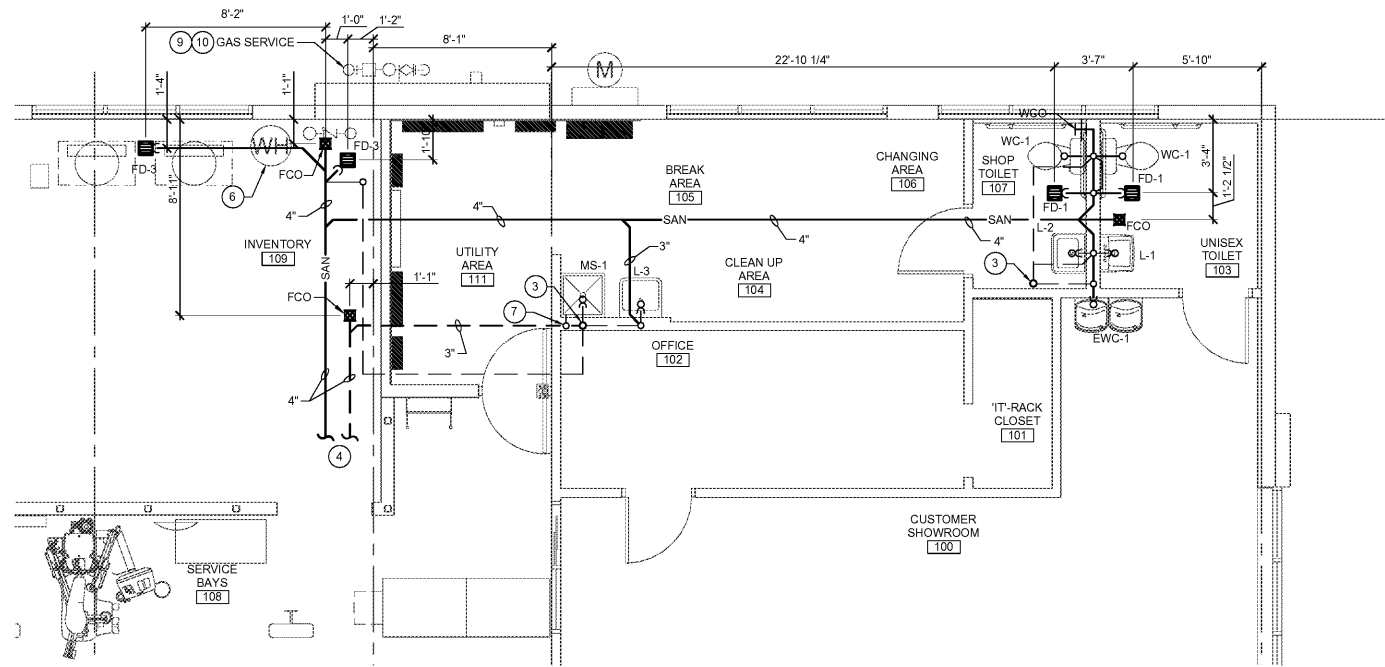 8'-2"
1'-0"
1'-2"
9
10
GAS SERVICE
8'-1"
M
22'-10 1/4"
3'-7"
5'-10"
1'-4"
1'-1"
1'-10"
WCO
WC-1
WC-1
3'-4"
WH
FD-3
FD-3
FCO
8'-11"
6
BREAK
AREA
105
CHANGING
AREA
106
SHOP
TOILET
107
FD-1
FD-1
1'-2 1/2"
4"
4"
SAN
4"
SAN
4"
L-2
FCO
INVENTORY
109
SAN
UTILITY
AREA
111
3"
MS-1
L-3
CLEAN UP
AREA
104
3
L-1
UNISEX
TOILET
103
FCO
1'-1"
3
7
3"
EWC-1
OFFICE
102
4"
4
'IT'-RACK
CLOSET
101
CUSTOMER
SHOWROOM
100
SERVICE
BAYS
108